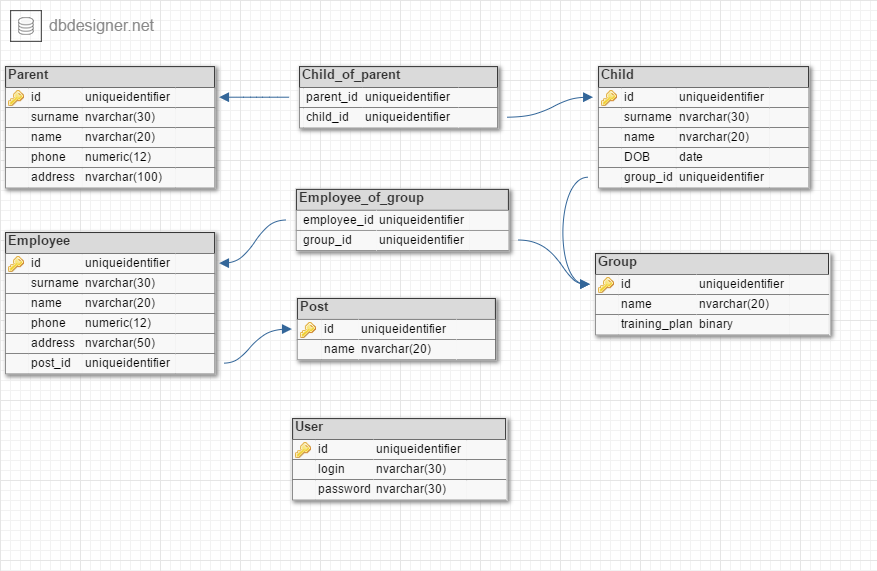 dbdesigner.net
Parent
id uniqueidentifier
surname nvarchar(30)
name nvarchar(20)
phone numeric(12)
address nvarchar(100)
Child_of_parent
parent_id uniqueidentifier
child_id uniqueidentifier
Child
id uniqueidentifier
surname nvarchar(30)
name nvarchar(20)
DOB date
group_id uniqueidentifier
Employee_of_group
employee_id uniqueidentifier
group_id uniqueidentifier
Employee
id uniqueidentifier
surname nvarchar(30)
name nvarchar(20)
phone numeric(12)
address nvarchar(50)
post_id uniqueidentifier
Group
id uniqueidentifier
name nvarchar(20)
training_plan binary
Post
id uniqueidentifier
name nvarchar(20)
User
id uniqueidentifier
login nvarchar(30)
password nvarchar(30)